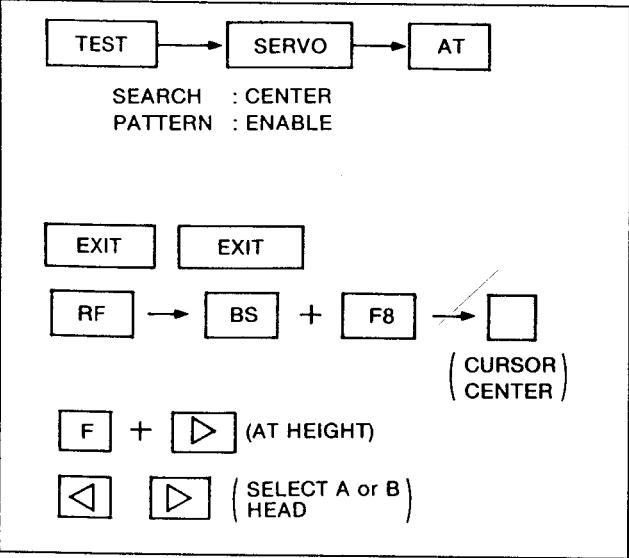 TEST SERVO AT
SEARCH : CENTER
PATTERN : ENABLE
EXIT EXIT
RF BS + F8
(CURSOR CENTER)
F + (AT HEIGHT)
(SELECT A or B HEAD)